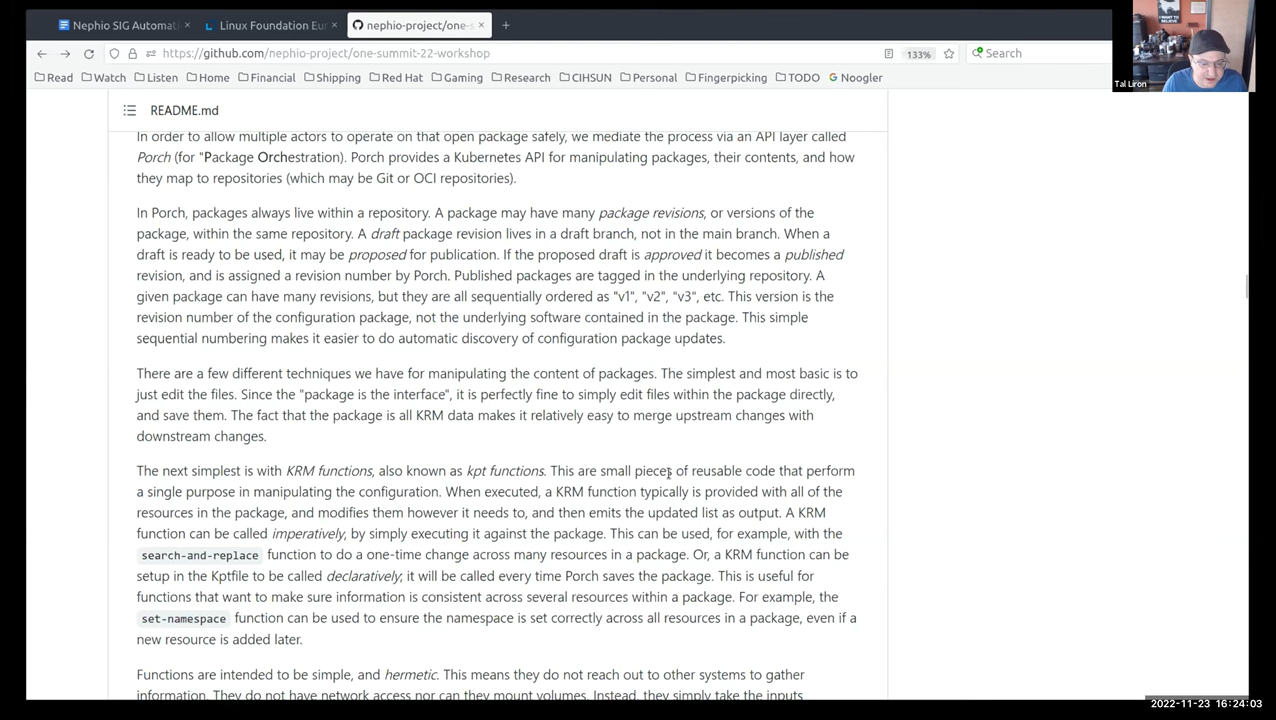 Nephio SIG Automat
Linux Foundation Eur
nephio-project/one-s
https://github.com/nephio-project/one-summit-22-workshop
133%
Search
Read
Watch
Listen
Home
Financial
Shipping
Red Hat
Gaming
Research
CIHSUN
Personal
Fingerpicking
TODO
Noogler
I WANT TO
BELIEVE
Tal Liron
README.md
In order to allow multiple actors to operate on that open package safely, we mediate the process via an API layer called
Porch (for "Package Orchestration). Porch provides a Kubernetes API for manipulating packages, their contents, and how
they map to repositories (which may be Git or OCI repositories).
In Porch, packages always live within a repository. A package may have many package revisions, or versions of the
package, within the same repository. A draft package revision lives in a draft branch, not in the main branch. When a
draft is ready to be used, it may be proposed for publication. If the proposed draft is approved it becomes a published
revision, and is assigned a revision number by Porch. Published packages are tagged in the underlying repository. A
given package can have many revisions, but they are all sequentially ordered as "v1", "v2", "v3", etc. This version is the
revision number of the configuration package, not the underlying software contained in the package. This simple
sequential numbering makes it easier to do automatic discovery of configuration package updates.
There are a few different techniques we have for manipulating the content of packages. The simplest and most basic is to
just edit the files. Since the "package is the interface", it is perfectly fine to simply edit files within the package directly,
and save them. The fact that the package is all KRM data makes it relatively easy to merge upstream changes with
downstream changes.
The next simplest is with KRM functions, also known as kpt functions. This are small pieces of reusable code that perform
a single purpose in manipulating the configuration. When executed, a KRM function typically is provided with all of the
resources in the package, and modifies them however it needs to, and then emits the updated list as output. A KRM
function can be called imperatively, by simply executing it against the package. This can be used, for example, with the
search-and-replace function to do a one-time change across many resources in a package. Or, a KRM function can be
setup in the Kptfile to be called declaratively; it will be called every time Porch saves the package. This is useful for
functions that want to make sure information is consistent across several resources within a package. For example, the
set-namespace function can be used to ensure the namespace is set correctly across all resources in a package, even if a
new resource is added later.
Functions are intended to be simple, and hermetic. This means they do not reach out to other systems to gather
information. They do not have network access nor can they mount volumes. Instead, they simply take the inputs
2022-11-23 16:24:03